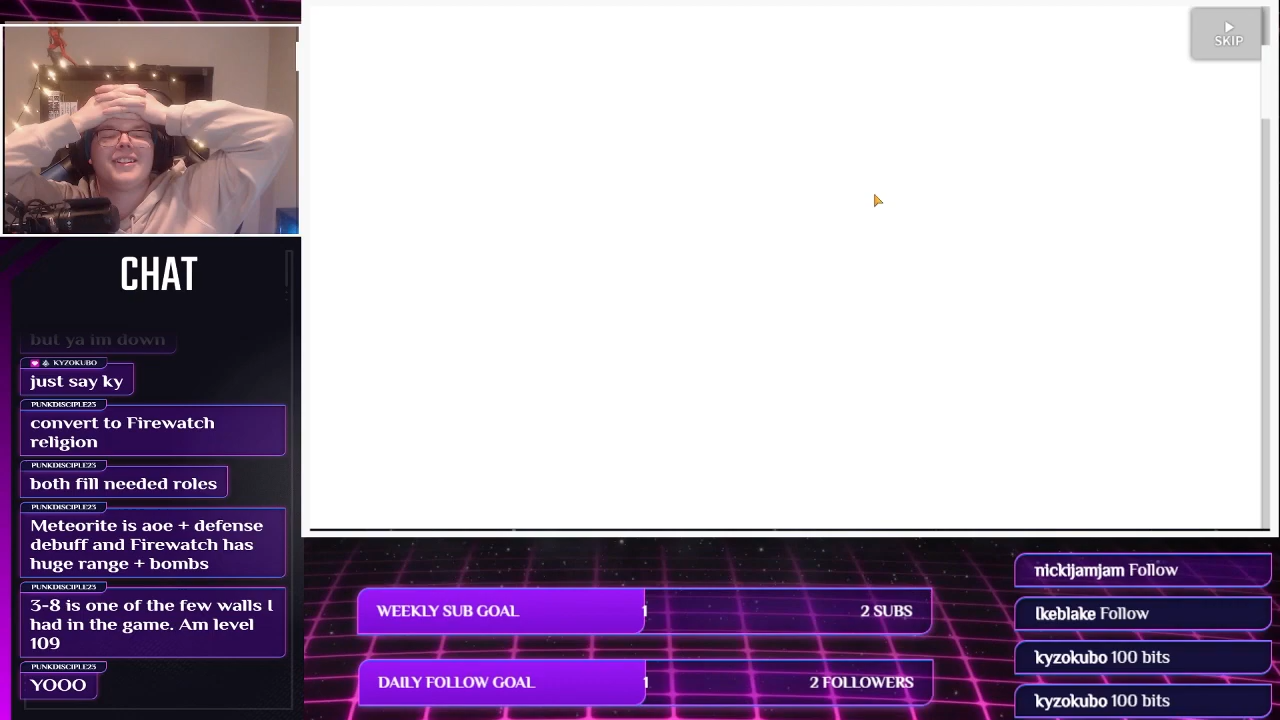 SKIP
CHAT
but ya im down
KYZOKUBO
just say ky
PUNKDISCIPLE23
convert to Firewatch
religion
PUNKDISCIPLE23
both fill needed roles
PUNKDISCIPLE23
Meteorite is aoe + defense
debuff and Firewatch has
huge range + bombs
PUNKDISCIPLE23
3-8 is one of the few walls I
had in the game. Am level
109
PUNKDISCIPLE23
YOOO
WEEKLY SUB GOAL
1
2 SUBS
DAILY FOLLOW GOAL
1
2 FOLLOWERS
nickijamjam Follow
lkeblake Follow
kyzokubo 100 bits
kyzokubo 100 bits